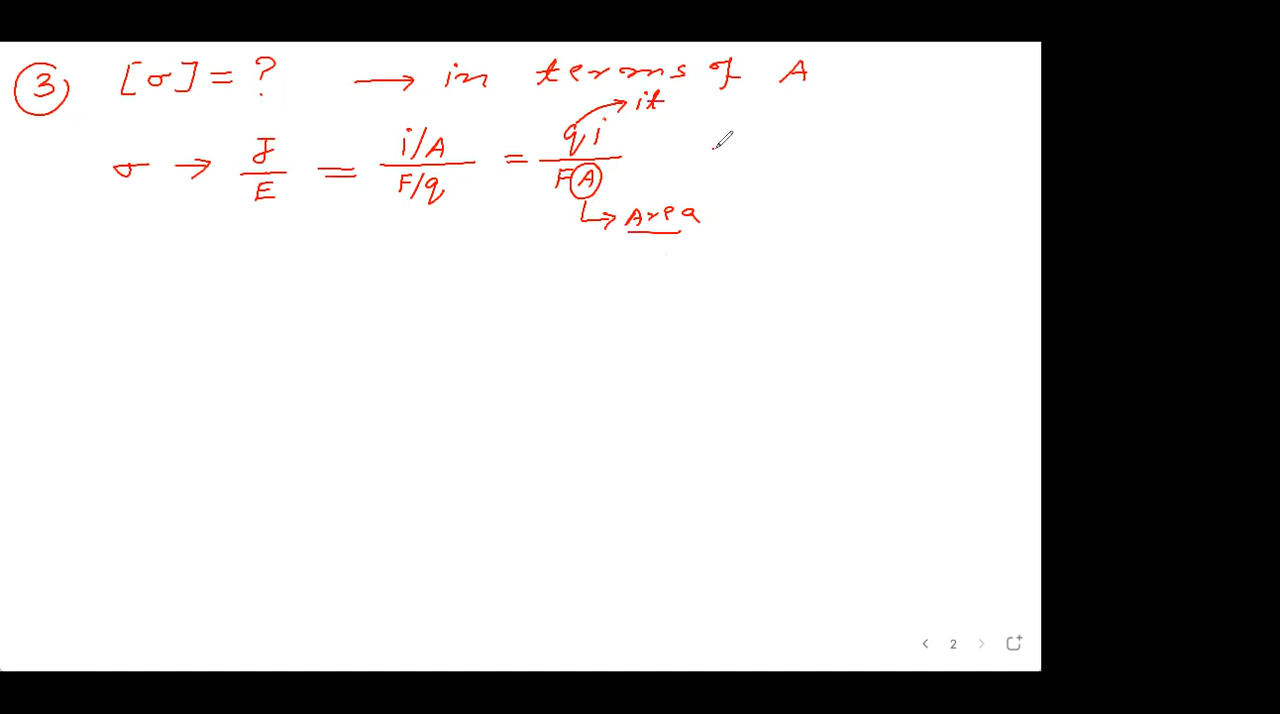 ③ [σ] = ? → in terms of A
σ → J/E = (i/A)/(F/q) = qi/FA
→ it
→ Area
2